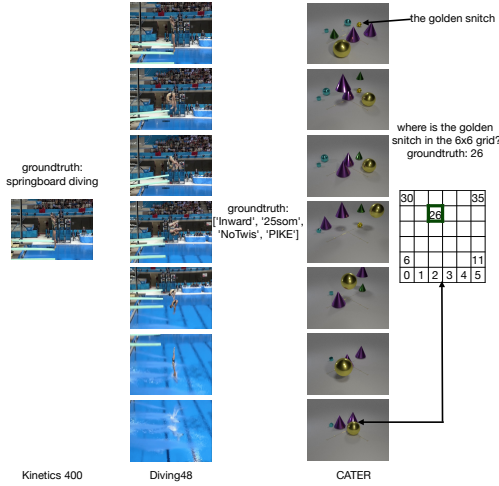 the golden snitch
where is the golden
snitch in the 6x6 grid?
groundtruth: 26
groundtruth:
springboard diving
groundtruth:
['Inward', '25som',
'NoTwis', 'PIKE']
30 35
26
6 11
0 1 2 3 4 5
Kinetics 400 Diving48 CATER